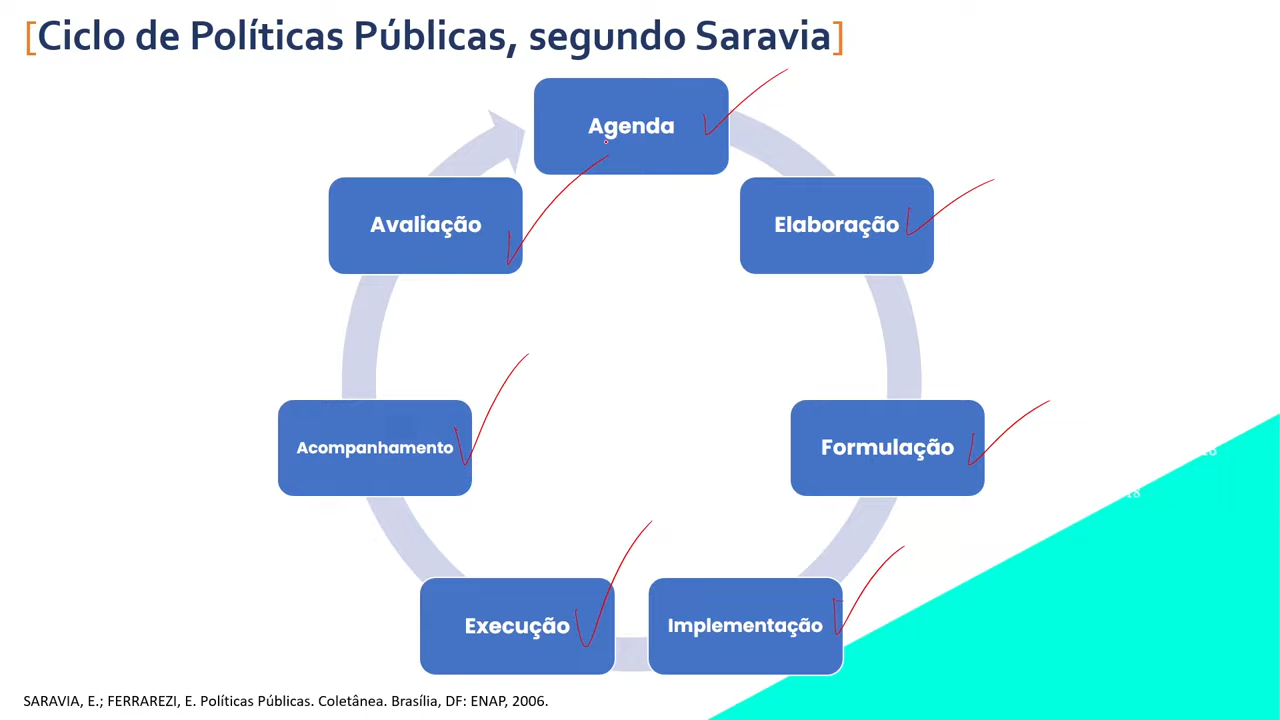 [Ciclo de Políticas Públicas, segundo Saravia]
Agenda
Avaliação
Elaboração
Acompanhamento
Formulação
Execução
Implementação
SARAVIA, E.; FERRAREZI, E. Políticas Públicas. Coletânea. Brasília, DF: ENAP, 2006.